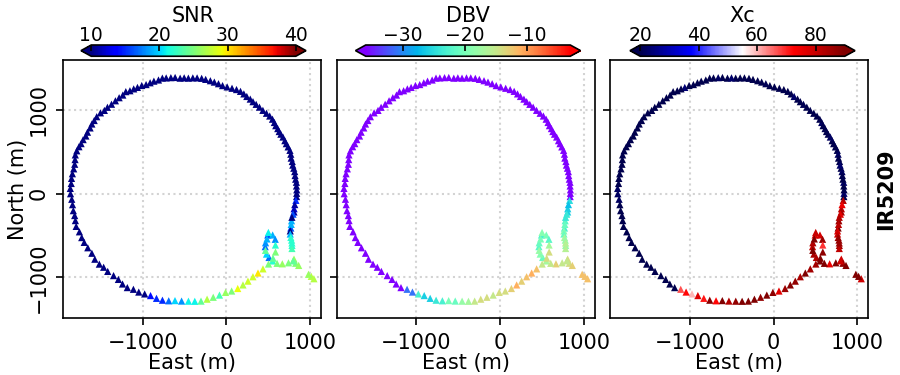 SNR DBV Xc
10 20 30 40 −30 −20 −10 20 40 60 80
1000
0
−1000
North (m)
IR5209
−1000 0 1000 −1000 0 1000 −1000 0 1000
East (m) East (m) East (m)